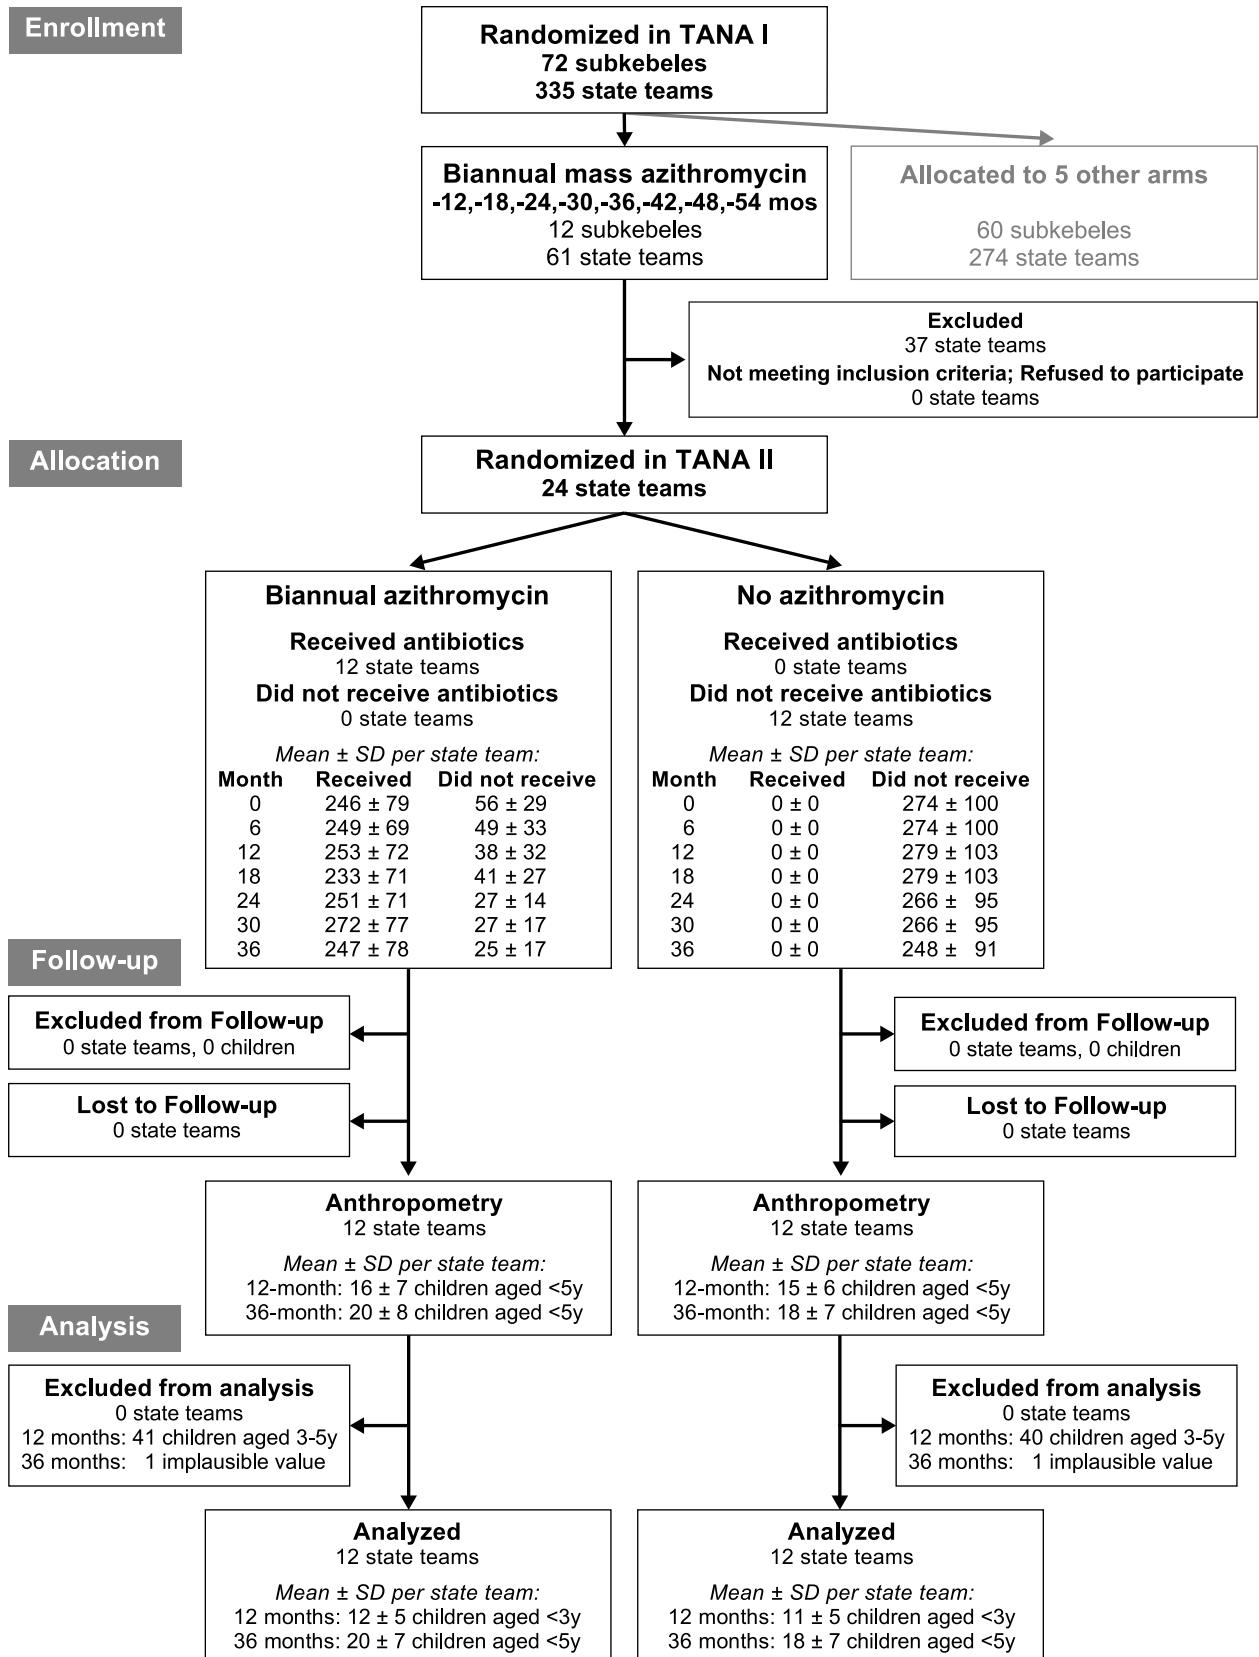 Enrollment
Randomized in TANA I
72 subkebeles
335 state teams
Biannual mass azithromycin
-12,-18,-24,-30,-36,-42,-48,-54 mos
12 subkebeles
61 state teams
Allocated to 5 other arms
60 subkebeles
274 state teams
Excluded
37 state teams
Not meeting inclusion criteria; Refused to participate
0 state teams
Allocation
Randomized in TANA II
24 state teams
Biannual azithromycin
Received antibiotics
12 state teams
Did not receive antibiotics
0 state teams
Mean ± SD per state team:
Month Received Did not receive
0 246 ± 79 56 ± 29
6 249 ± 69 49 ± 33
12 253 ± 72 38 ± 32
18 233 ± 71 41 ± 27
24 251 ± 71 27 ± 14
30 272 ± 77 27 ± 17
36 247 ± 78 25 ± 17
No azithromycin
Received antibiotics
0 state teams
Did not receive antibiotics
12 state teams
Mean ± SD per state team:
Month Received Did not receive
0 0 ± 0 274 ± 100
6 0 ± 0 274 ± 100
12 0 ± 0 279 ± 103
18 0 ± 0 279 ± 103
24 0 ± 0 266 ± 95
30 0 ± 0 266 ± 95
36 0 ± 0 248 ± 91
Follow-up
Excluded from Follow-up
0 state teams, 0 children
Excluded from Follow-up
0 state teams, 0 children
Lost to Follow-up
0 state teams
Lost to Follow-up
0 state teams
Anthropometry
12 state teams
Mean ± SD per state team:
12-month: 16 ± 7 children aged <5y
36-month: 20 ± 8 children aged <5y
Anthropometry
12 state teams
Mean ± SD per state team:
12-month: 15 ± 6 children aged <5y
36-month: 18 ± 7 children aged <5y
Analysis
Excluded from analysis
0 state teams
12 months: 41 children aged 3-5y
36 months: 1 implausible value
Excluded from analysis
0 state teams
12 months: 40 children aged 3-5y
36 months: 1 implausible value
Analyzed
12 state teams
Mean ± SD per state team:
12 months: 12 ± 5 children aged <3y
36 months: 20 ± 7 children aged <5y
Analyzed
12 state teams
Mean ± SD per state team:
12 months: 11 ± 5 children aged <3y
36 months: 18 ± 7 children aged <5y